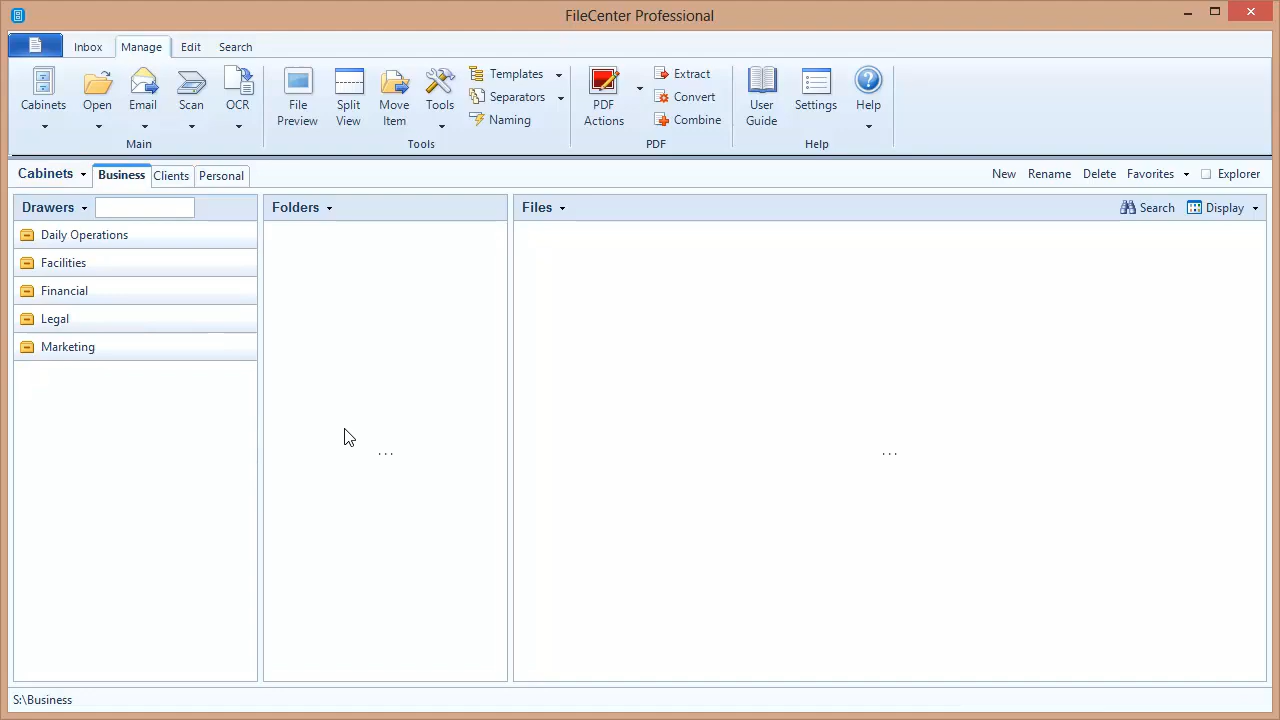 FileCenter Professional
Inbox Manage Edit Search
Cabinets Open Email Scan OCR
Main
File Preview Split View Move Item Tools
Templates
Separators
Naming
Tools
PDF Actions
Extract
Convert
Combine
PDF
User Guide Settings Help
Help
Cabinets Business Clients Personal New Rename Delete Favorites Explorer
Drawers Folders Files Search Display
Daily Operations
Facilities
Financial
Legal
Marketing
... ...
S:\Business